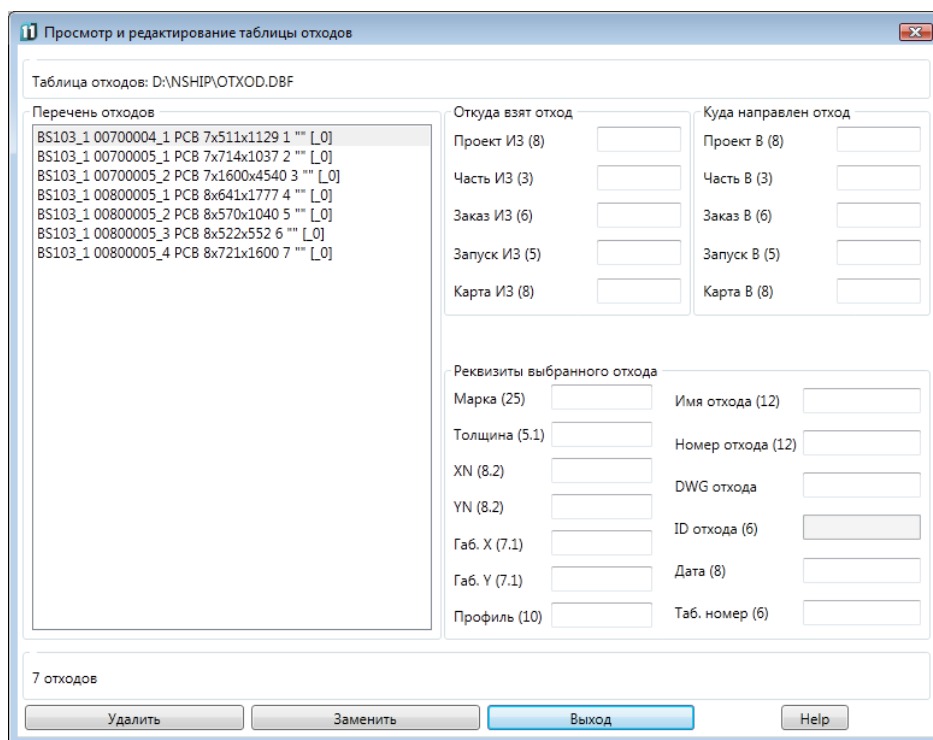 Просмотр и редактирование таблицы отходов
Таблица отходов: D:\NSHIP\OTXOD.DBF
Перечень отходов
BS103_1 00700004_1 PCB 7x511x1129 1 "" [_0]
BS103_1 00700005_1 PCB 7x714x1037 2 "" [_0]
BS103_1 00700005_2 PCB 7x1600x4540 3 "" [_0]
BS103_1 00800005_1 PCB 8x641x1777 4 "" [_0]
BS103_1 00800005_2 PCB 8x570x1040 5 "" [_0]
BS103_1 00800005_3 PCB 8x522x552 6 "" [_0]
BS103_1 00800005_4 PCB 8x721x1600 7 "" [_0]
Откуда взят отход
Проект ИЗ (8)
Часть ИЗ (3)
Заказ ИЗ (6)
Запуск ИЗ (5)
Карта ИЗ (8)
Куда направлен отход
Проект В (8)
Часть В (3)
Заказ В (6)
Запуск В (5)
Карта В (8)
Реквизиты выбранного отхода
Марка (25)
Толщина (5.1)
XN (8.2)
YN (8.2)
Габ. X (7.1)
Габ. Y (7.1)
Профиль (10)
Имя отхода (12)
Номер отхода (12)
DWG отхода
ID отхода (6)
Дата (8)
Таб. номер (6)
7 отходов
Удалить
Заменить
Выход
Help